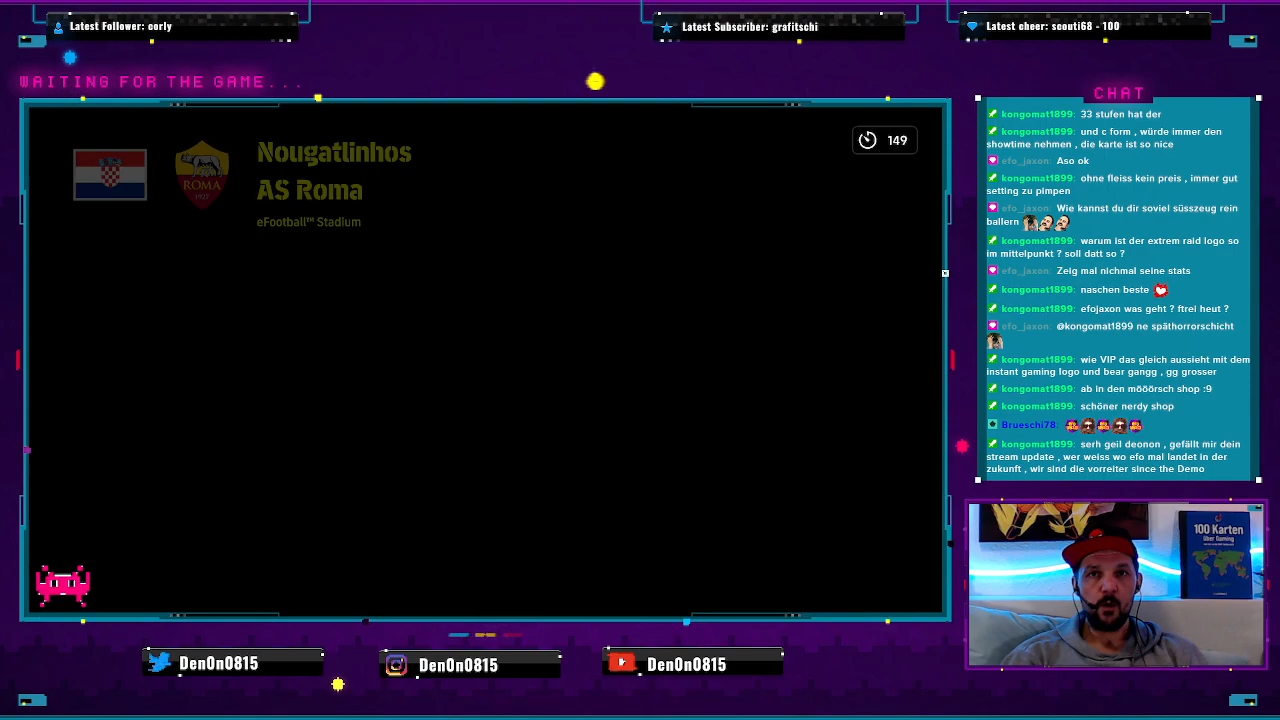 Latest Follower: corly
Latest Subscriber: grafitschi
Latest cheer: scouti68 - 100
WAITING FOR THE GAME...
CHAT
Nougatlinhos
AS Roma
eFootball™ Stadium
ROMA
1927
149
kongomat1899: 33 stufen hat der
kongomat1899: und c form , würde immer den
showtime nehmen , die karte ist so nice
efo_jaxon: Aso ok
kongomat1899: ohne fleiss kein preis , immer gut
setting zu pimpen
efo_jaxon: Wie kannst du dir soviel süsszeug rein
ballern
kongomat1899: warum ist der extrem raid logo so
im mittelpunkt ? soll datt so ?
efo_jaxon: Zeig mal nichmal seine stats
kongomat1899: naschen beste
kongomat1899: efojaxon was geht ? ftrei heut ?
efo_jaxon: @kongomat1899 ne späthorrorschicht
kongomat1899: wie VIP das gleich aussieht mit dem
instant gaming logo und bear gangg , gg grosser
kongomat1899: ab in den mööörsch shop :9
kongomat1899: schöner nerdy shop
Brueschi78:
kongomat1899: serh geil deonon , gefällt mir dein
stream update , wer weiss wo efo mal landet in der
zukunft , wir sind die vorreiter since the Demo
100 Karten
über Gaming
DenOn0815
DenOn0815
DenOn0815